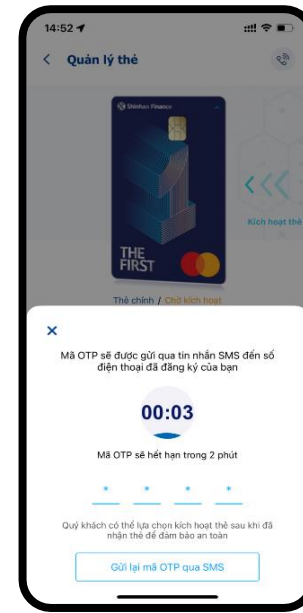 14:52
Quản lý thẻ
Shinhan Finance
Kích hoạt thẻ
THE
FIRST
Thẻ chính / Chờ kích hoạt
Mã OTP sẽ được gửi qua tin nhắn SMS đến số
điện thoại đã đăng ký của bạn
00:03
Mã OTP sẽ hết hạn trong 2 phút
* * * *
Quý khách có thể lựa chọn kích hoạt thẻ sau khi đã
nhận thẻ để đảm bảo an toàn
Gửi lại mã OTP qua SMS